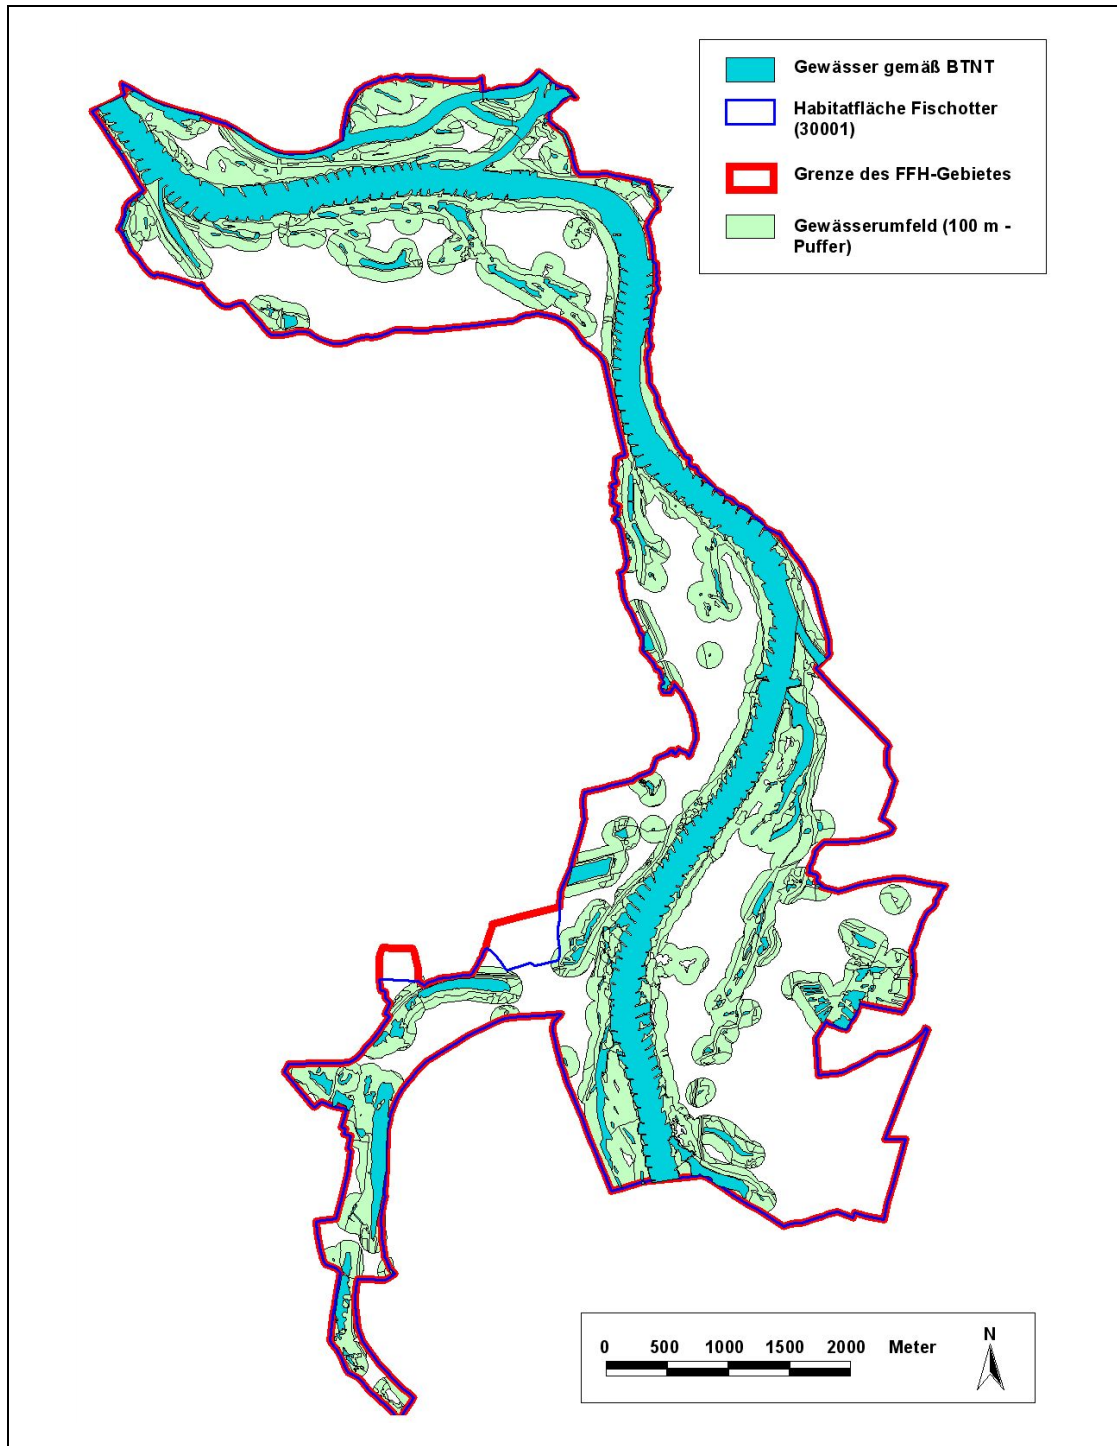 Gewässer gemäß BTNT
Habitatfläche Fischotter
(30001)
Grenze des FFH-Gebietes
Gewässerumfeld (100 m -
Puffer)
0 500 1000 1500 2000 Meter
N